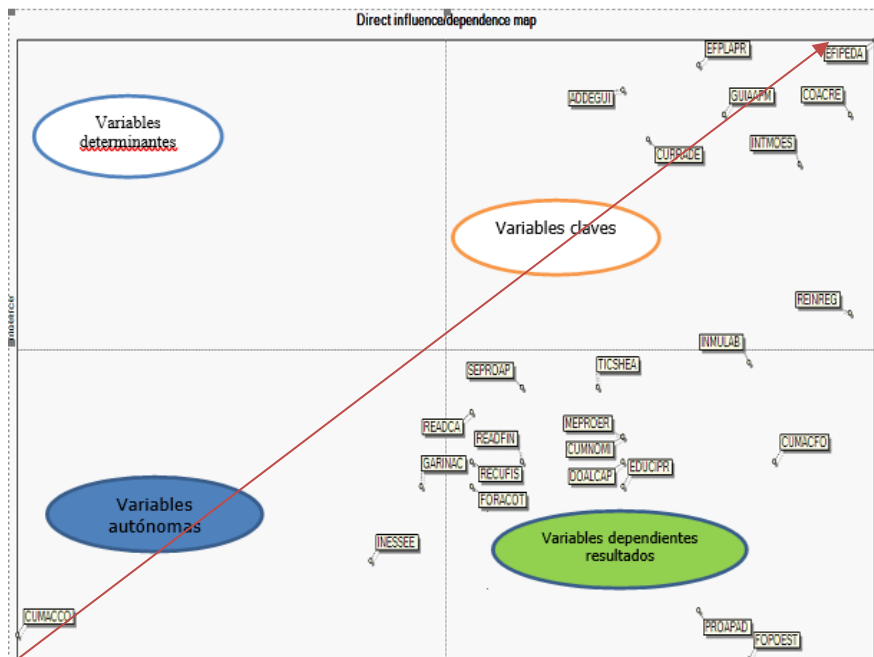 Direct influence/dependence map
EFPLAPR
EFIPEDA
ADDEGUI
GUIAAPM
COACRE
Variables
determinantes
CURRADE
INTMOES
Variables claves
REINREG
INMULAB
SEPROAP
TICSHEA
READCA
READFIN
MEPROER
CUMNOMI
CUMACFO
GARINAC
RECUFIS
DOALCAP
EDUCIPR
FORACOT
Variables
autónomas
INESSEE
Variables dependientes
resultados
CUMACCO
PROAPAD
FOPOEST